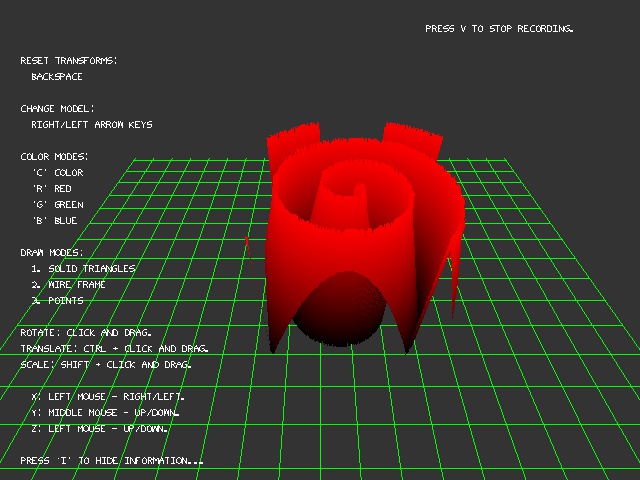 PRESS V TO STOP RECORDING.
RESET TRANSFORMS:
BACKSPACE
CHANGE MODEL:
RIGHT/LEFT ARROW KEYS
COLOR MODES:
'C' COLOR
'R' RED
'G' GREEN
'B' BLUE
DRAW MODES:
1. SOLID TRIANGLES
2. WIRE FRAME
3. POINTS
ROTATE: CLICK AND DRAG.
TRANSLATE: CTRL + CLICK AND DRAG.
SCALE: SHIFT + CLICK AND DRAG.
X: LEFT MOUSE - RIGHT/LEFT.
Y: MIDDLE MOUSE - UP/DOWN.
Z: LEFT MOUSE - UP/DOWN.
PRESS 'I' TO HIDE INFORMATION...